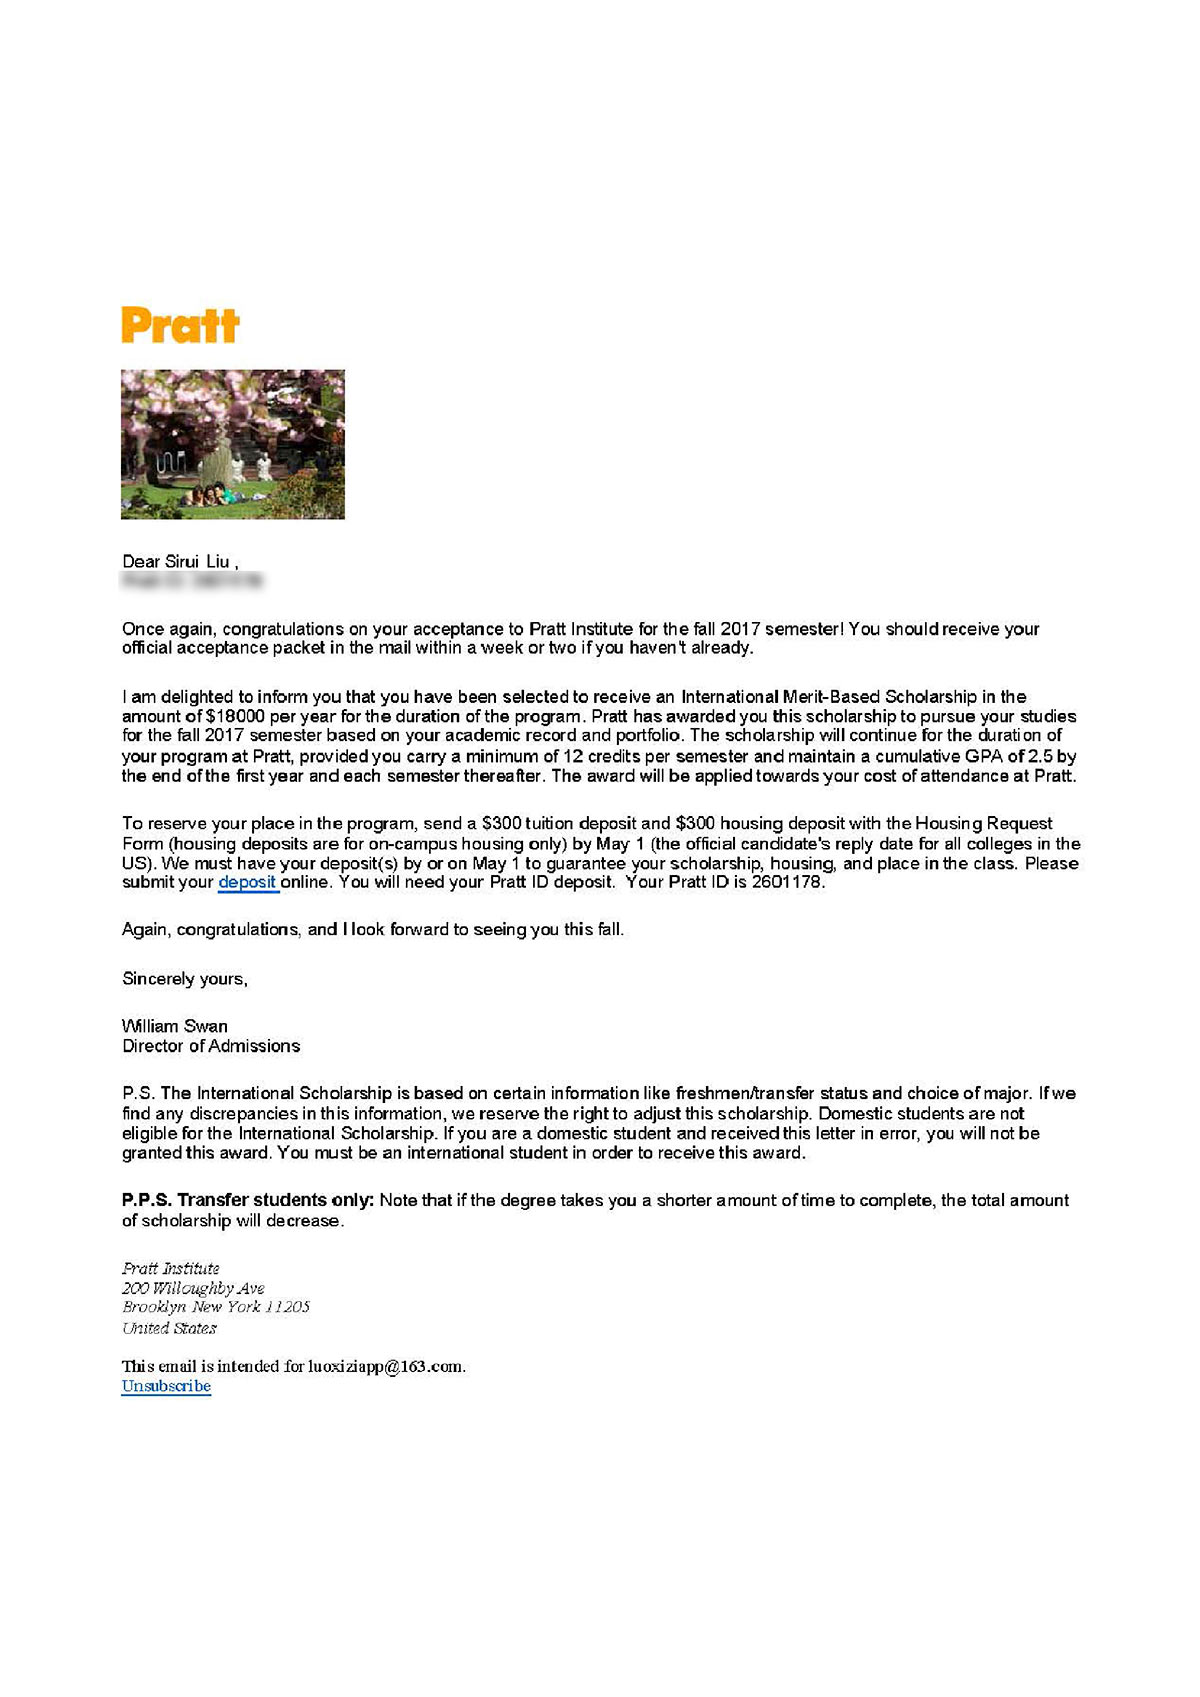 Pratt
Dear Sirui Liu ,
Once again, congratulations on your acceptance to Pratt Institute for the fall 2017 semester! You should receive your
official acceptance packet in the mail within a week or two if you haven't already.
I am delighted to inform you that you have been selected to receive an International Merit-Based Scholarship in the
amount of $18000 per year for the duration of the program. Pratt has awarded you this scholarship to pursue your studies
for the fall 2017 semester based on your academic record and portfolio. The scholarship will continue for the duration of
your program at Pratt, provided you carry a minimum of 12 credits per semester and maintain a cumulative GPA of 2.5 by
the end of the first year and each semester thereafter. The award will be applied towards your cost of attendance at Pratt.
To reserve your place in the program, send a $300 tuition deposit and $300 housing deposit with the Housing Request
Form (housing deposits are for on-campus housing only) by May 1 (the official candidate's reply date for all colleges in the
US). We must have your deposit(s) by or on May 1 to guarantee your scholarship, housing, and place in the class. Please
submit your deposit online. You will need your Pratt ID deposit.  Your Pratt ID is 2601178.
Again, congratulations, and I look forward to seeing you this fall.
Sincerely yours,
William Swan
Director of Admissions
P.S. The International Scholarship is based on certain information like freshmen/transfer status and choice of major. If we
find any discrepancies in this information, we reserve the right to adjust this scholarship. Domestic students are not
eligible for the International Scholarship. If you are a domestic student and received this letter in error, you will not be
granted this award. You must be an international student in order to receive this award.
P.P.S. Transfer students only: Note that if the degree takes you a shorter amount of time to complete, the total amount
of scholarship will decrease.
Pratt Institute
200 Willoughby Ave
Brooklyn New York 11205
United States
This email is intended for luoxiziapp@163.com.
Unsubscribe